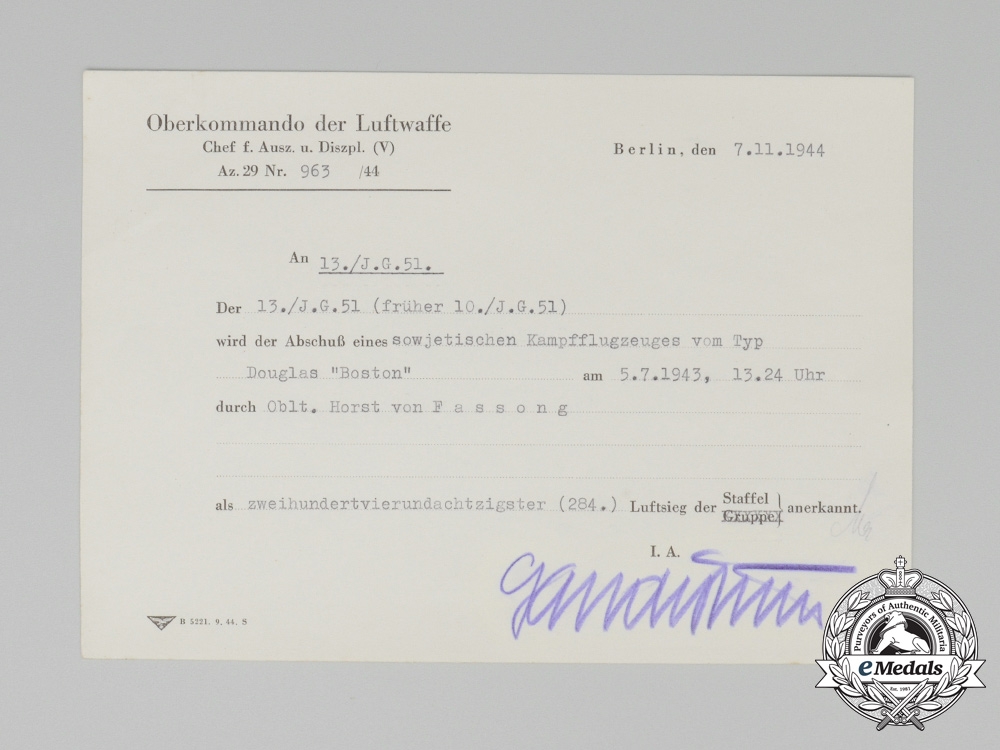 Oberkommando der Luftwaffe
Chef f. Ausz. u. Diszpl. (V)
Az. 29 Nr. 963 /44
Berlin, den 7.11.1944
An 13./J.G.51.
Der 13./J.G.51 (früher 10./J.G.51)
wird der Abschuß eines sowjetischen Kampfflugzeuges vom Typ
Douglas "Boston" am 5.7.1943, 13.24 Uhr
durch Oblt. Horst von F a s s o n g
als zweihundertvierundachtzigster (284.) Luftsieg der Staffel
Gruppe anerkannt.
I. A.
B 5221. 9. 44. S
Purveyors of Authentic Militaria
eMedals
Est. 1967